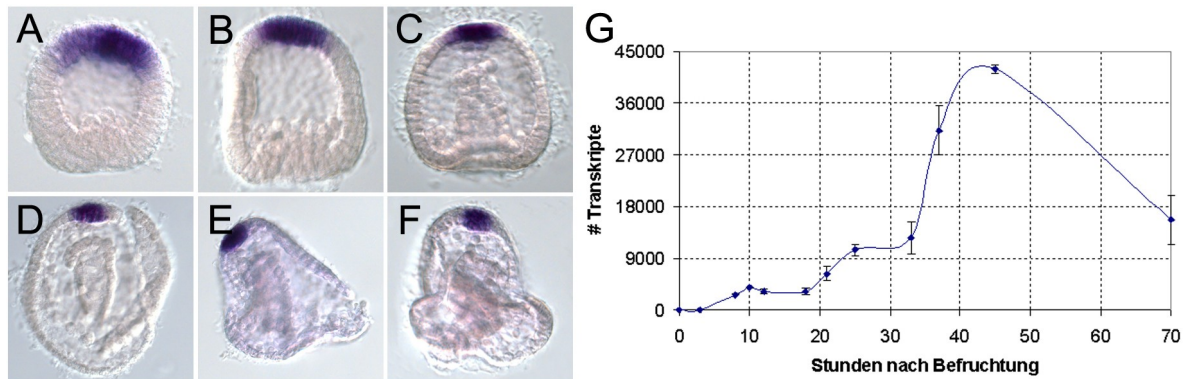 A
B
C
D
E
F
G
# Transkripte
45000
36000
27000
18000
9000
0
0 10 20 30 40 50 60 70
Stunden nach Befruchtung